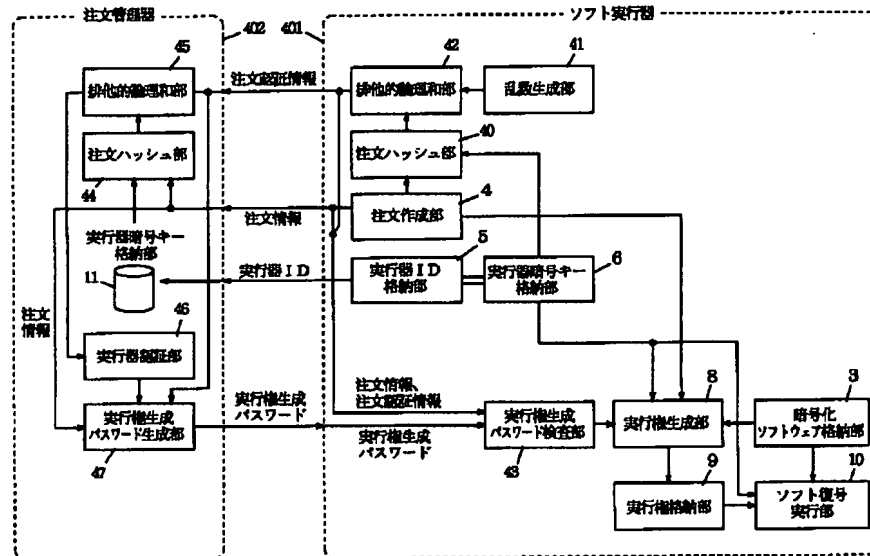 注文管理器
402
401
ソフト実行器
45
排他的論理和部
注文認証情報
42
排他的論理和部
41
乱数生成部
注文ハッシュ部
44
40
注文ハッシュ部
注文情報
4
注文作成部
実行器暗号キー
格納部
11
実行器ID
5
実行器ID
格納部
6
実行器暗号キー
格納部
注文
情報
46
実行器認証部
実行権生成
パスワード生成部
47
実行権生成
パスワード
注文情報、
注文認証情報
実行権生成
パスワード
実行権生成
パスワード検査部
43
8
実行権生成部
3
暗号化
ソフトウェア格納部
9
実行権格納部
10
ソフト復号
実行部